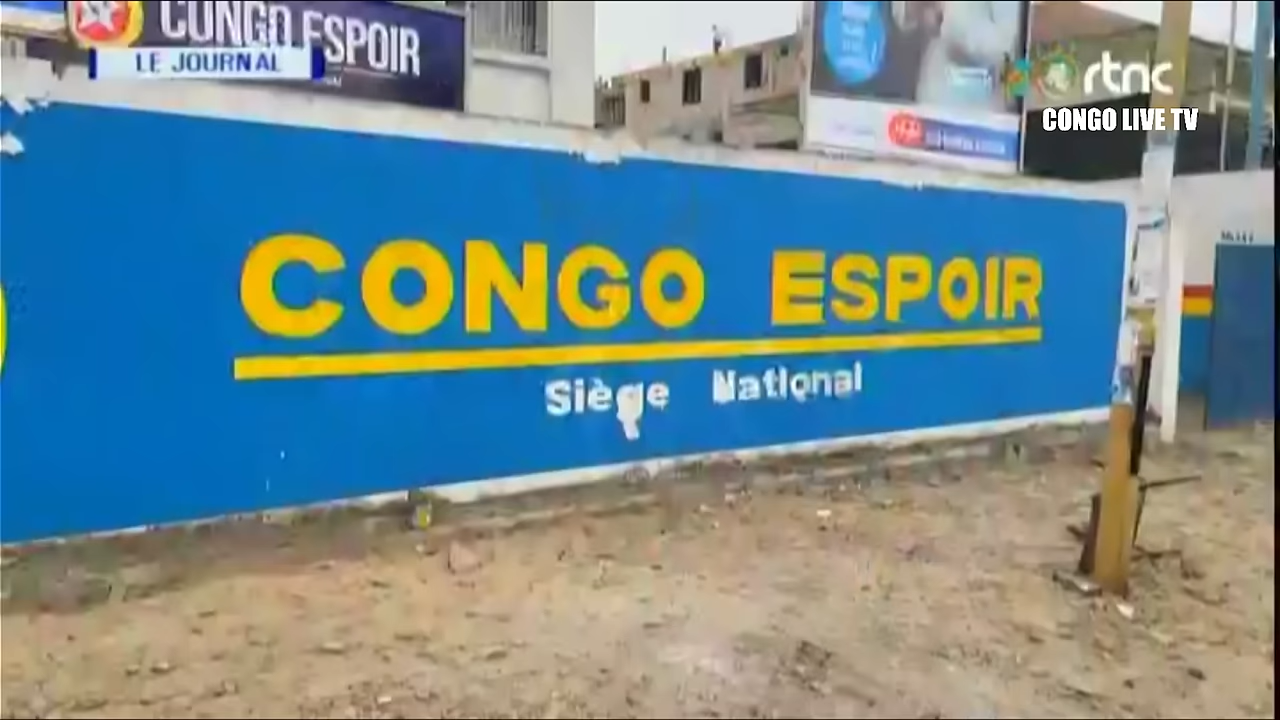 CONGO ESPOIR
LE JOURNAL
rtnc
CONGO LIVE TV
CONGO ESPOIR
Siège National